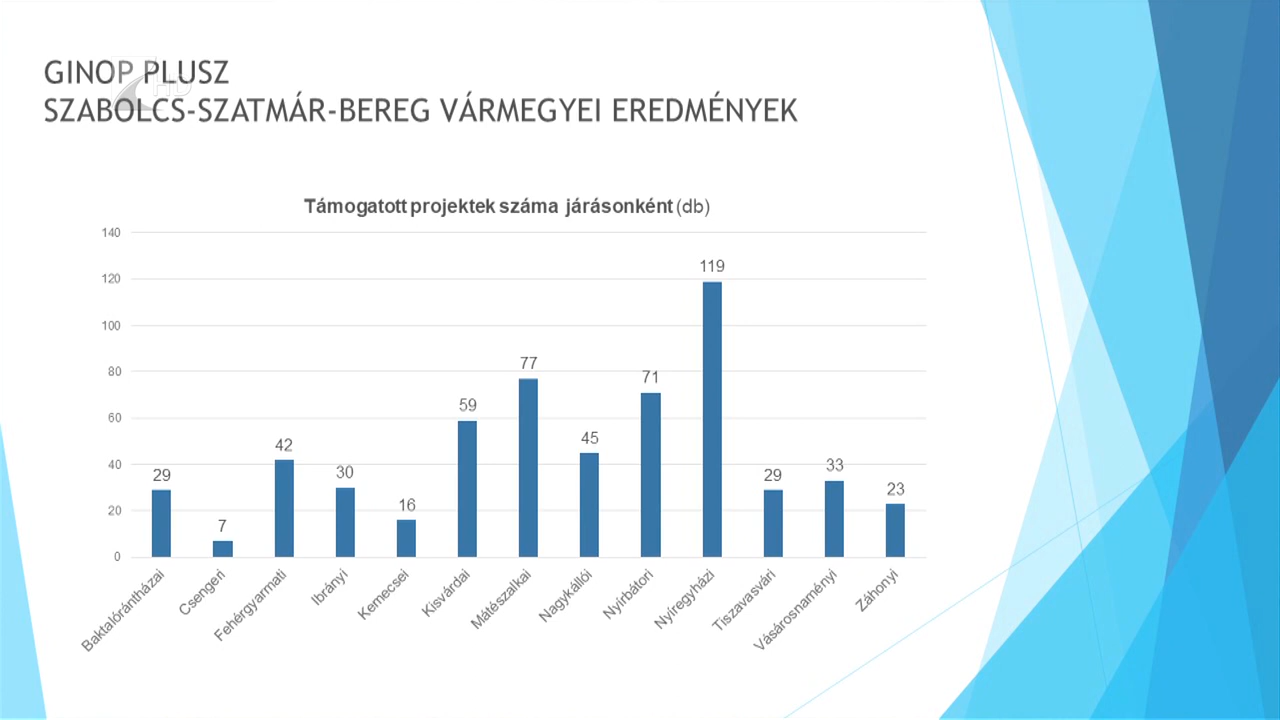 GINOP PLUSZ
HD
SZABOLCS-SZATMÁR-BEREG VÁRMEGYEI EREDMÉNYEK
Támogatott projektek száma járásonként (db)
140
120
100
80
60
40
20
0
29
7
42
30
16
59
77
45
71
119
29
33
23
Baktalórántházai
Csengeri
Fehérgyarmati
Ibrányi
Kemecsei
Kisvárdai
Mátészalkai
Nagykállói
Nyírbátori
Nyíregyházi
Tiszavasvári
Vásárosnaményi
Záhonyi